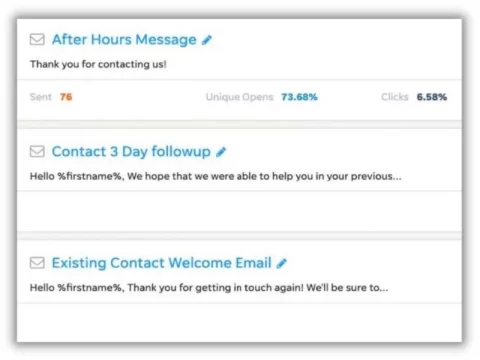 After Hours Message
Thank you for contacting us!
Sent 76 Unique Opens 73.68% Clicks 6.58%
Contact 3 Day followup
Hello %firstname%, We hope that we were able to help you in your previous...
Existing Contact Welcome Email
Hello %firstname%, Thank you for getting in touch again! We'll be sure to...